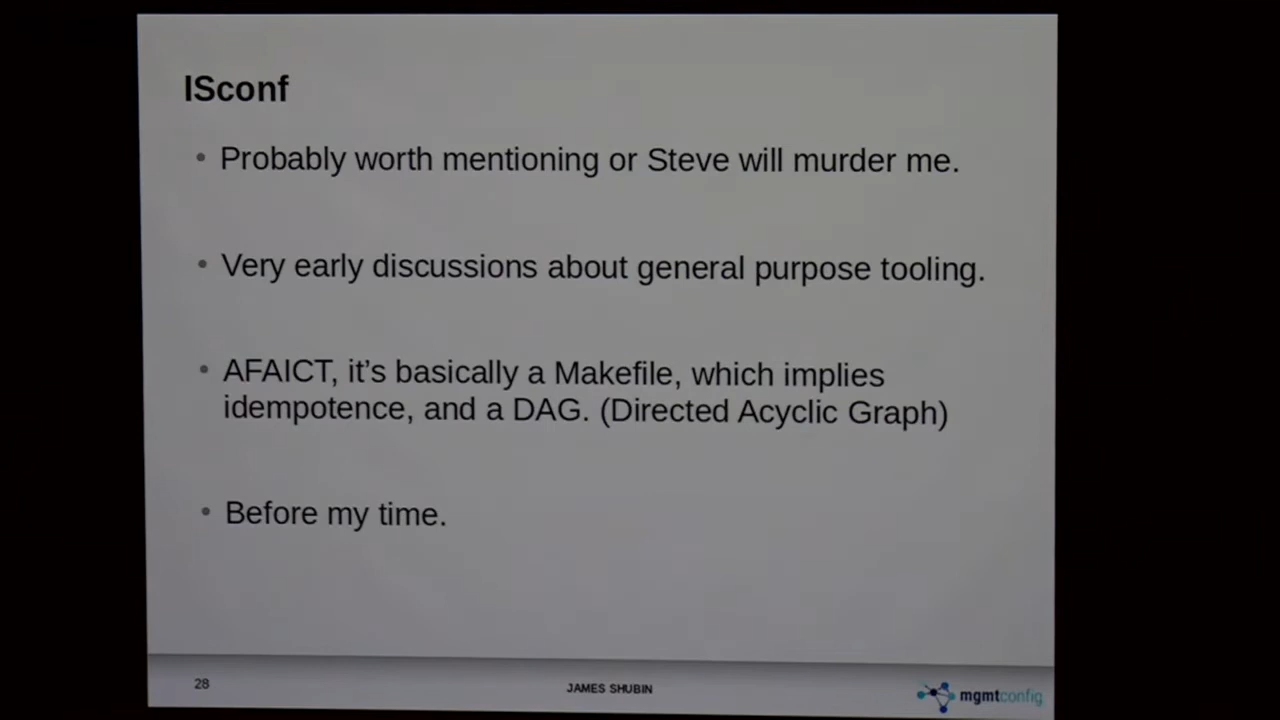 ISconf
• Probably worth mentioning or Steve will murder me.
• Very early discussions about general purpose tooling.
• AFAICT, it's basically a Makefile, which implies
idempotence, and a DAG. (Directed Acyclic Graph)
• Before my time.
28
JAMES SHUBIN
mgmtconfig